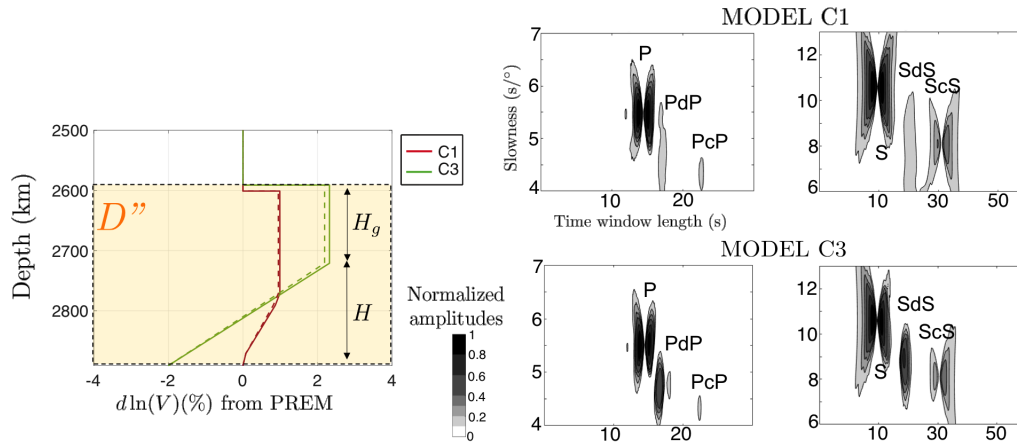 MODEL C1
2500
2600
2700
2800
Depth (km)
D”
H_g
H
C1
C3
-4 -2 0 2 4
dln(V)(%) from PREM
Normalized
amplitudes
1
0.8
0.6
0.4
0.2
0
7
6
5
4
Slowness (s/°)
P
PdP
PcP
10 20
Time window length (s)
12
10
8
6
SdS
ScS
S
10 30 50
MODEL C3
7
6
5
4
P
PdP
PcP
10 20
12
10
8
6
4
SdS
ScS
S
10 30 50